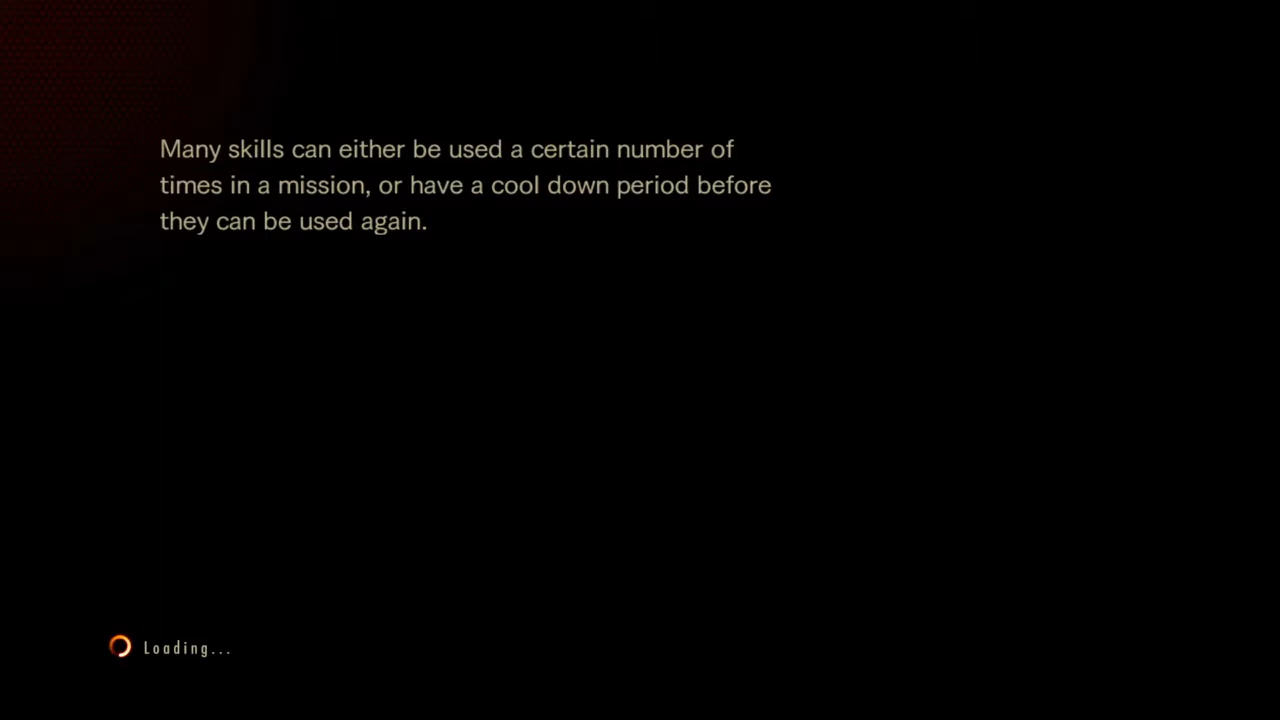 Many skills can either be used a certain number of
times in a mission, or have a cool down period before
they can be used again.
Loading...